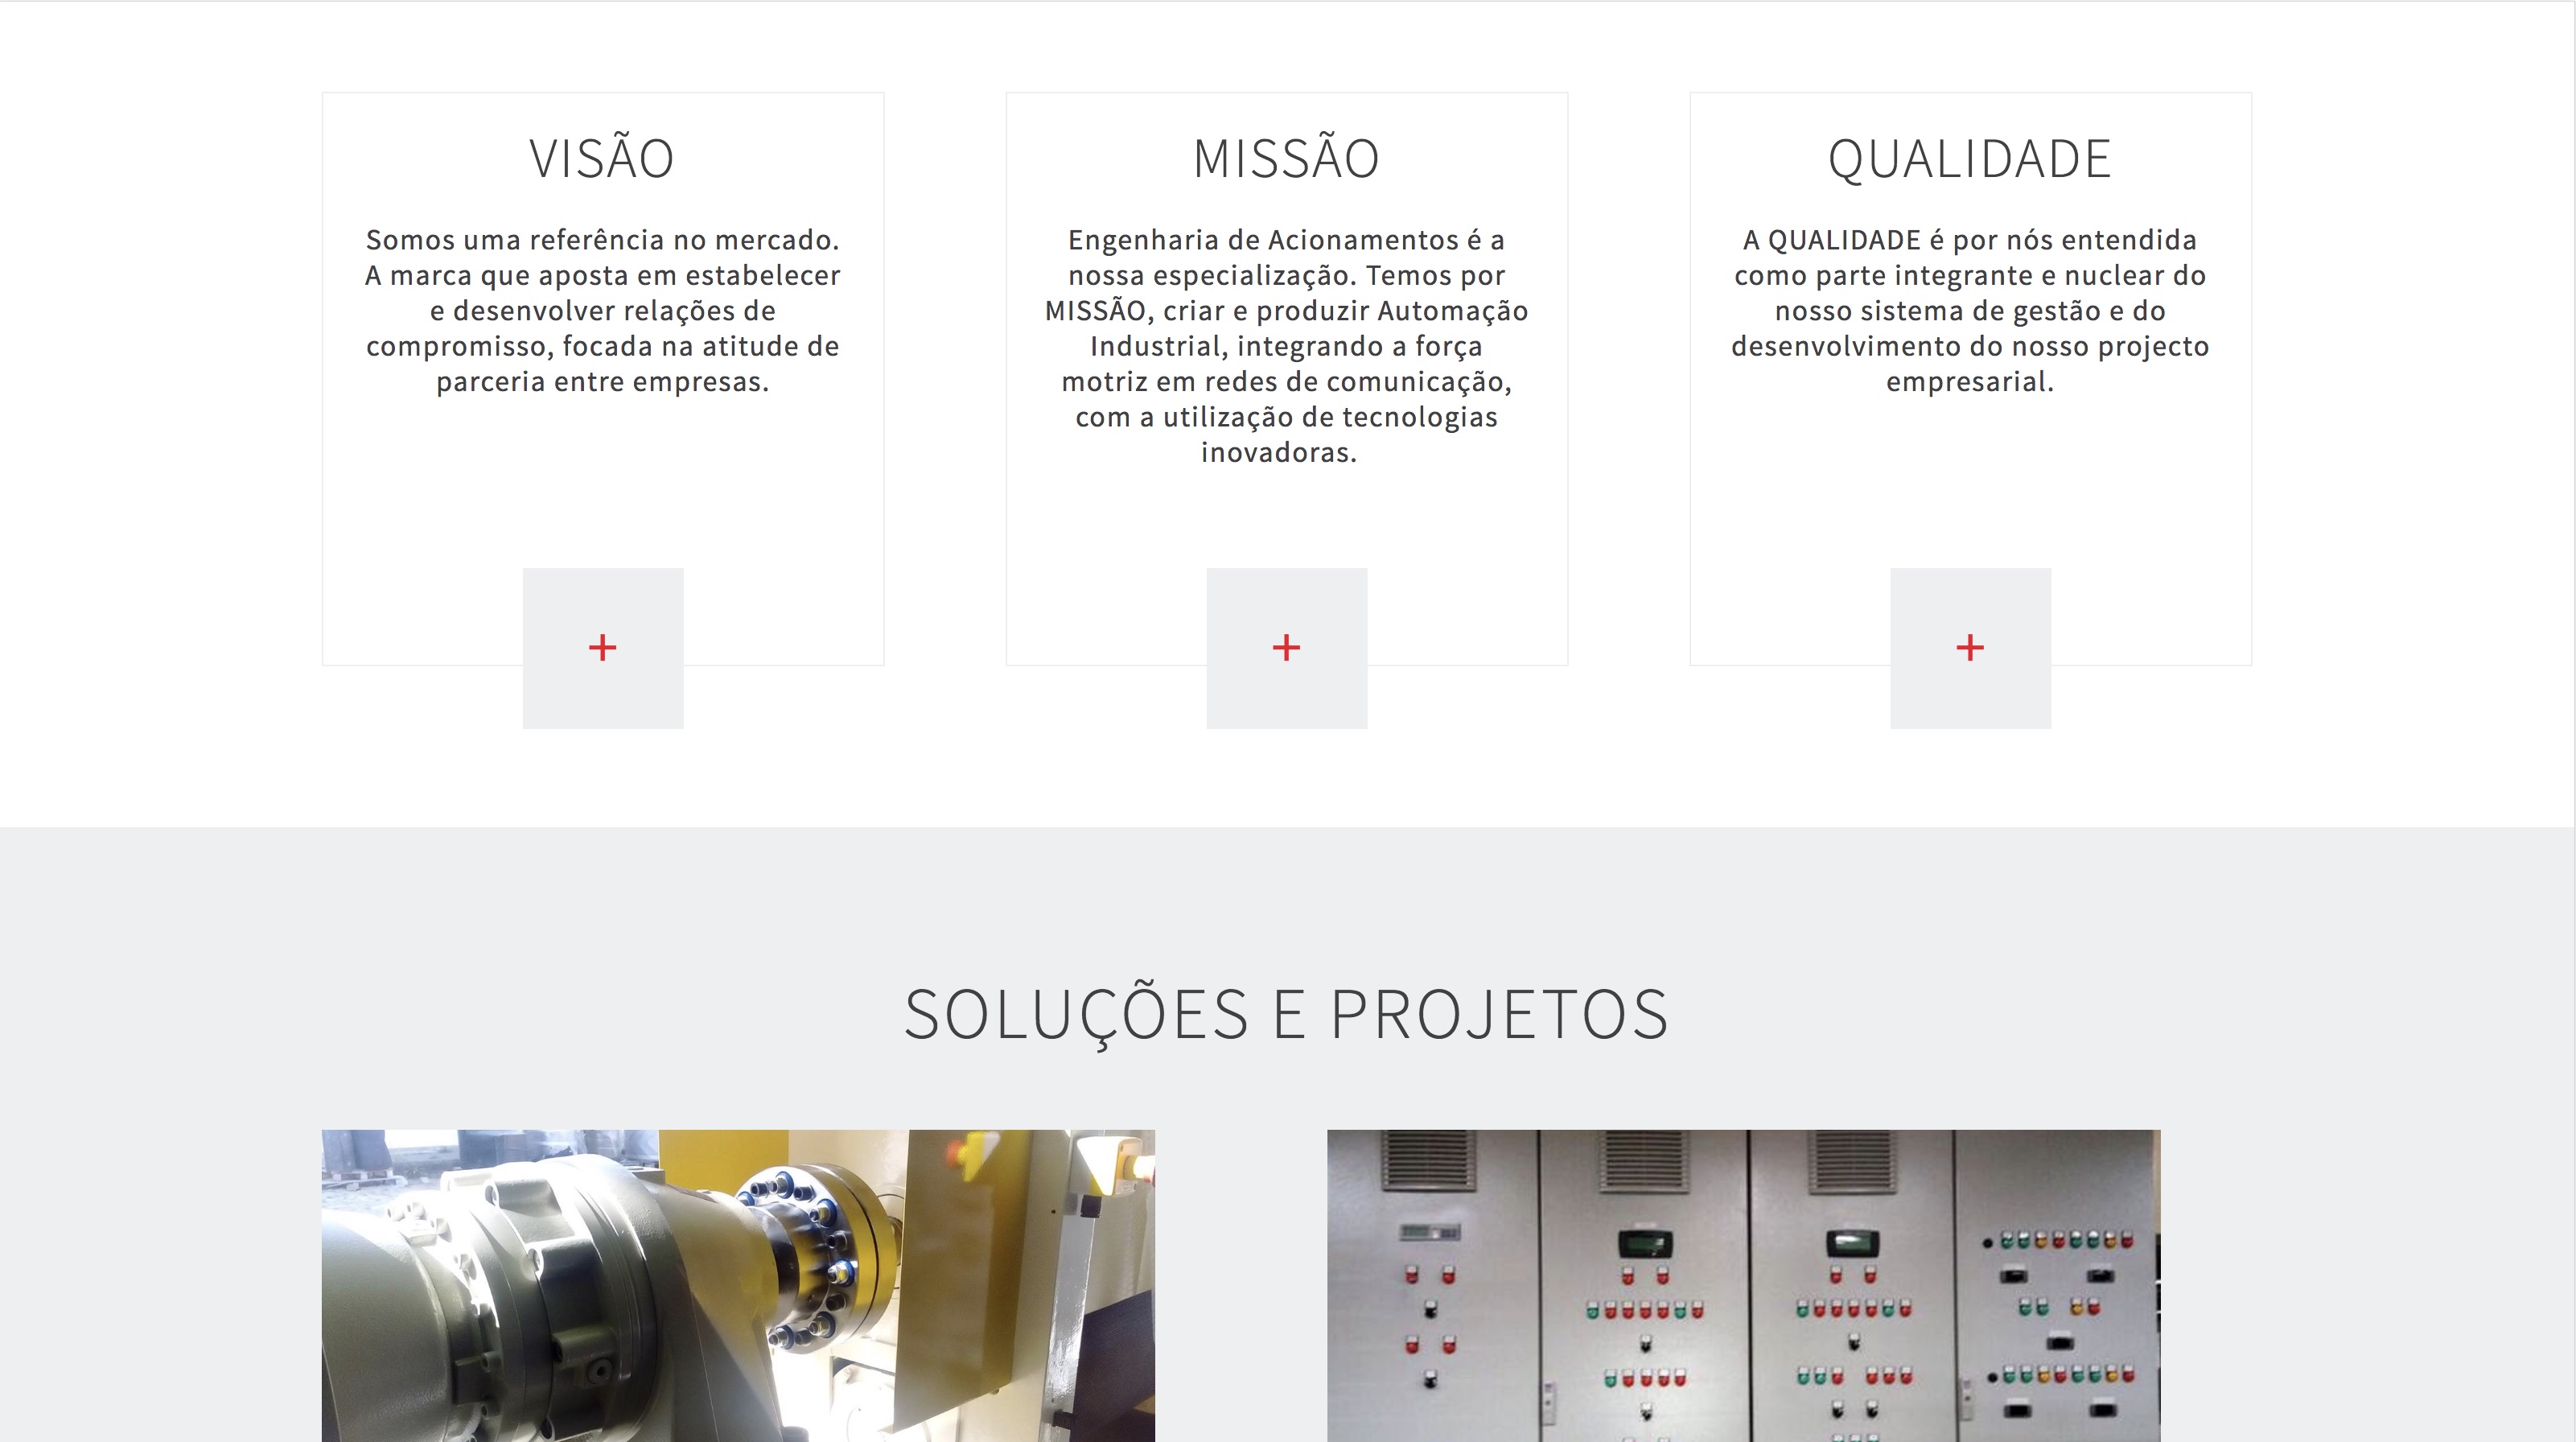 VISÃO
Somos uma referência no mercado.
A marca que aposta em estabelecer
e desenvolver relações de
compromisso, focada na atitude de
parceria entre empresas.
+
MISSÃO
Engenharia de Acionamentos é a
nossa especialização. Temos por
MISSÃO, criar e produzir Automação
Industrial, integrando a força
motriz em redes de comunicação,
com a utilização de tecnologias
inovadoras.
+
QUALIDADE
A QUALIDADE é por nós entendida
como parte integrante e nuclear do
nosso sistema de gestão e do
desenvolvimento do nosso projecto
empresarial.
+
SOLUÇÕES E PROJETOS